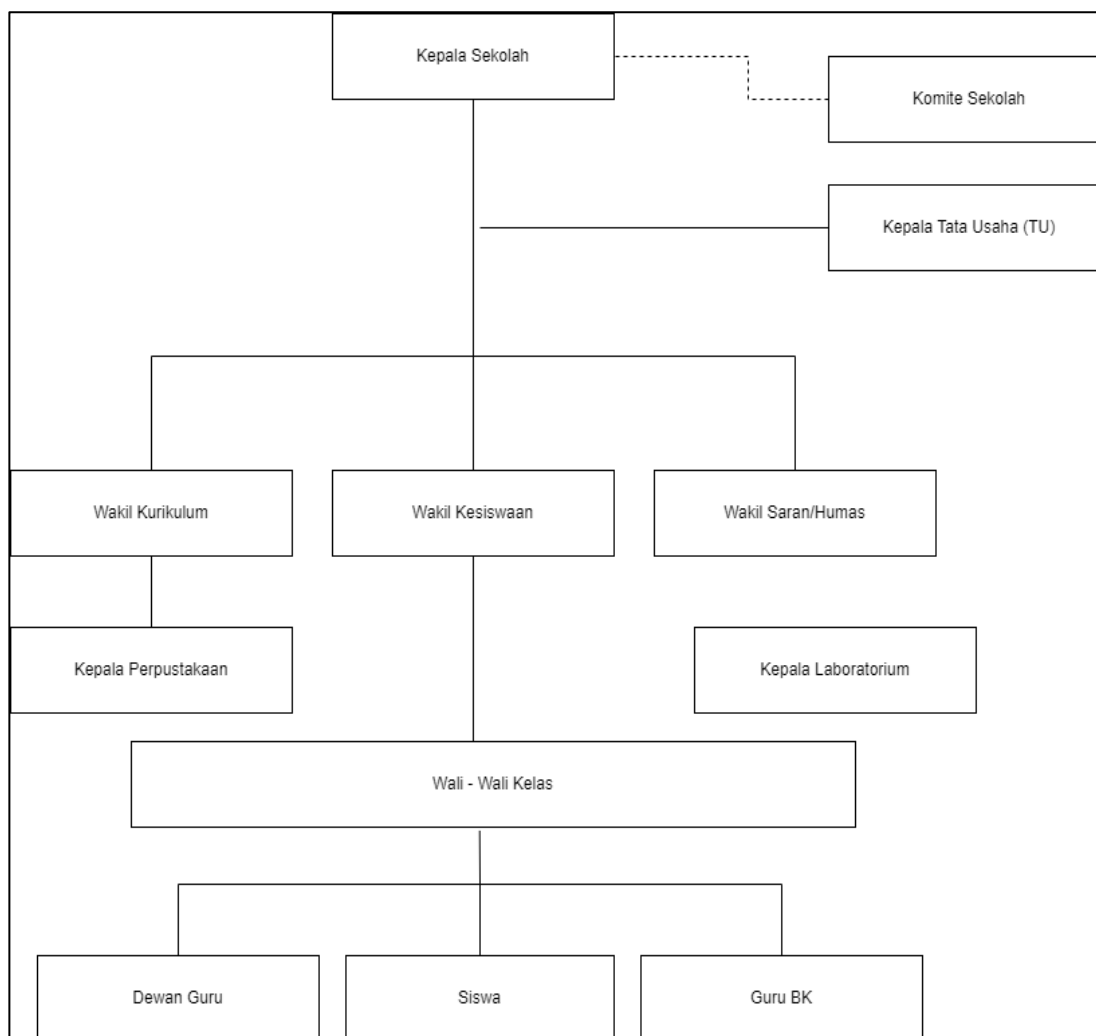 Kepala Sekolah
Komite Sekolah
Kepala Tata Usaha (TU)
Wakil Kurikulum
Wakil Kesiswaan
Wakil Saran/Humas
Kepala Perpustakaan
Kepala Laboratorium
Wali - Wali Kelas
Dewan Guru
Siswa
Guru BK